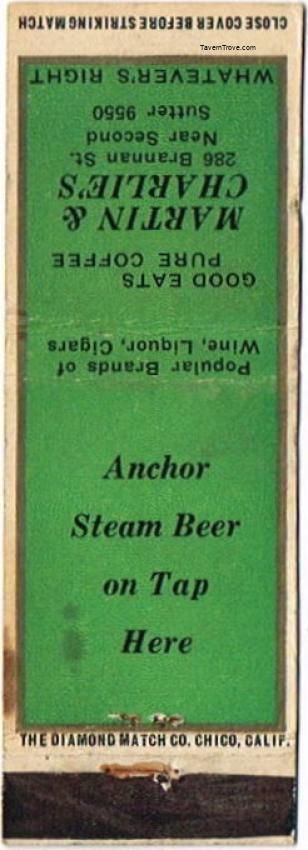 CLOSE COVER BEFORE STRIKING MATCH
TavernTrove.com
WHATEVER'S RIGHT
Sutter 9550
Near Second
286 Brannan St.
CHARLIE'S
MARTIN &
PURE COFFEE
GOOD EATS
Wine, Liquor, Cigars
Popular Brands of
Anchor
Steam Beer
on Tap
Here
THE DIAMOND MATCH CO. CHICO, CALIF.